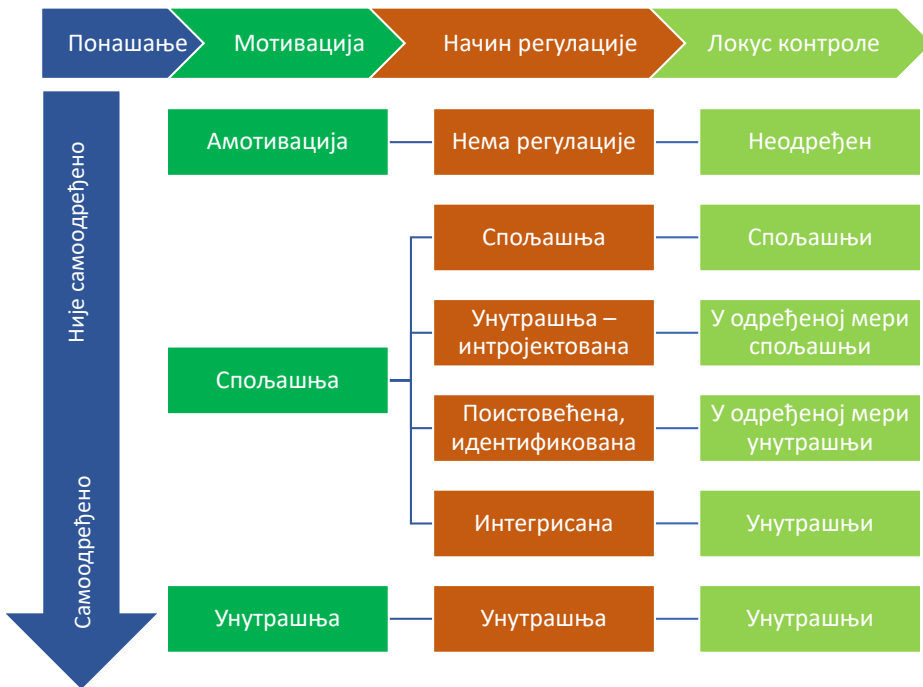 Понашање
Мотивација
Начин регулације
Локус контроле
Није самоодређено
Самоодређено
Амотивација
Нема регулације
Неодређен
Спољашња
Спољашња
Спољашњи
Унутрашња –
интројектована
У одређеној мери
спољашњи
Поистовећена,
идентификована
У одређеној мери
унутрашњи
Интегрисана
Унутрашњи
Унутрашња
Унутрашња
Унутрашњи